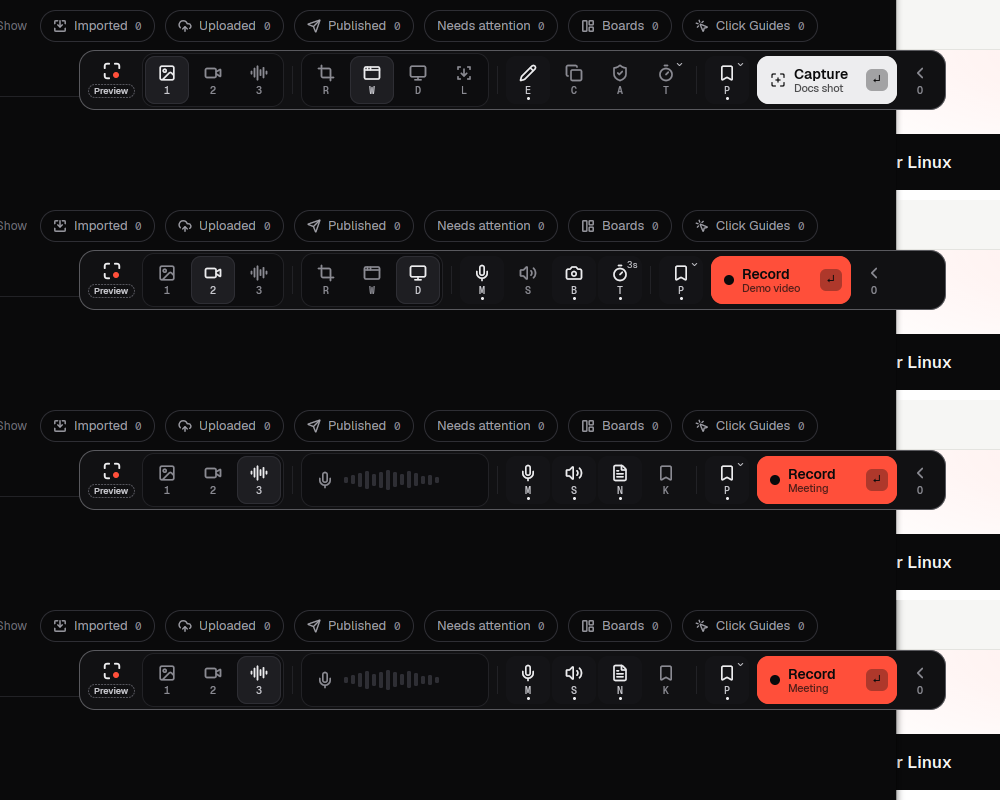 Show Imported 0 Uploaded 0 Published 0 Needs attention 0 Boards 0 Click Guides 0
Preview 1 2 3 R W D L E C A T P Capture Docs shot 0
r Linux
Show Imported 0 Uploaded 0 Published 0 Needs attention 0 Boards 0 Click Guides 0
Preview 1 2 3 R W D M S B 3s T P Record Demo video 0
r Linux
Show Imported 0 Uploaded 0 Published 0 Needs attention 0 Boards 0 Click Guides 0
Preview 1 2 3 M S N K P Record Meeting 0
r Linux
Show Imported 0 Uploaded 0 Published 0 Needs attention 0 Boards 0 Click Guides 0
Preview 1 2 3 M S N K P Record Meeting 0
r Linux